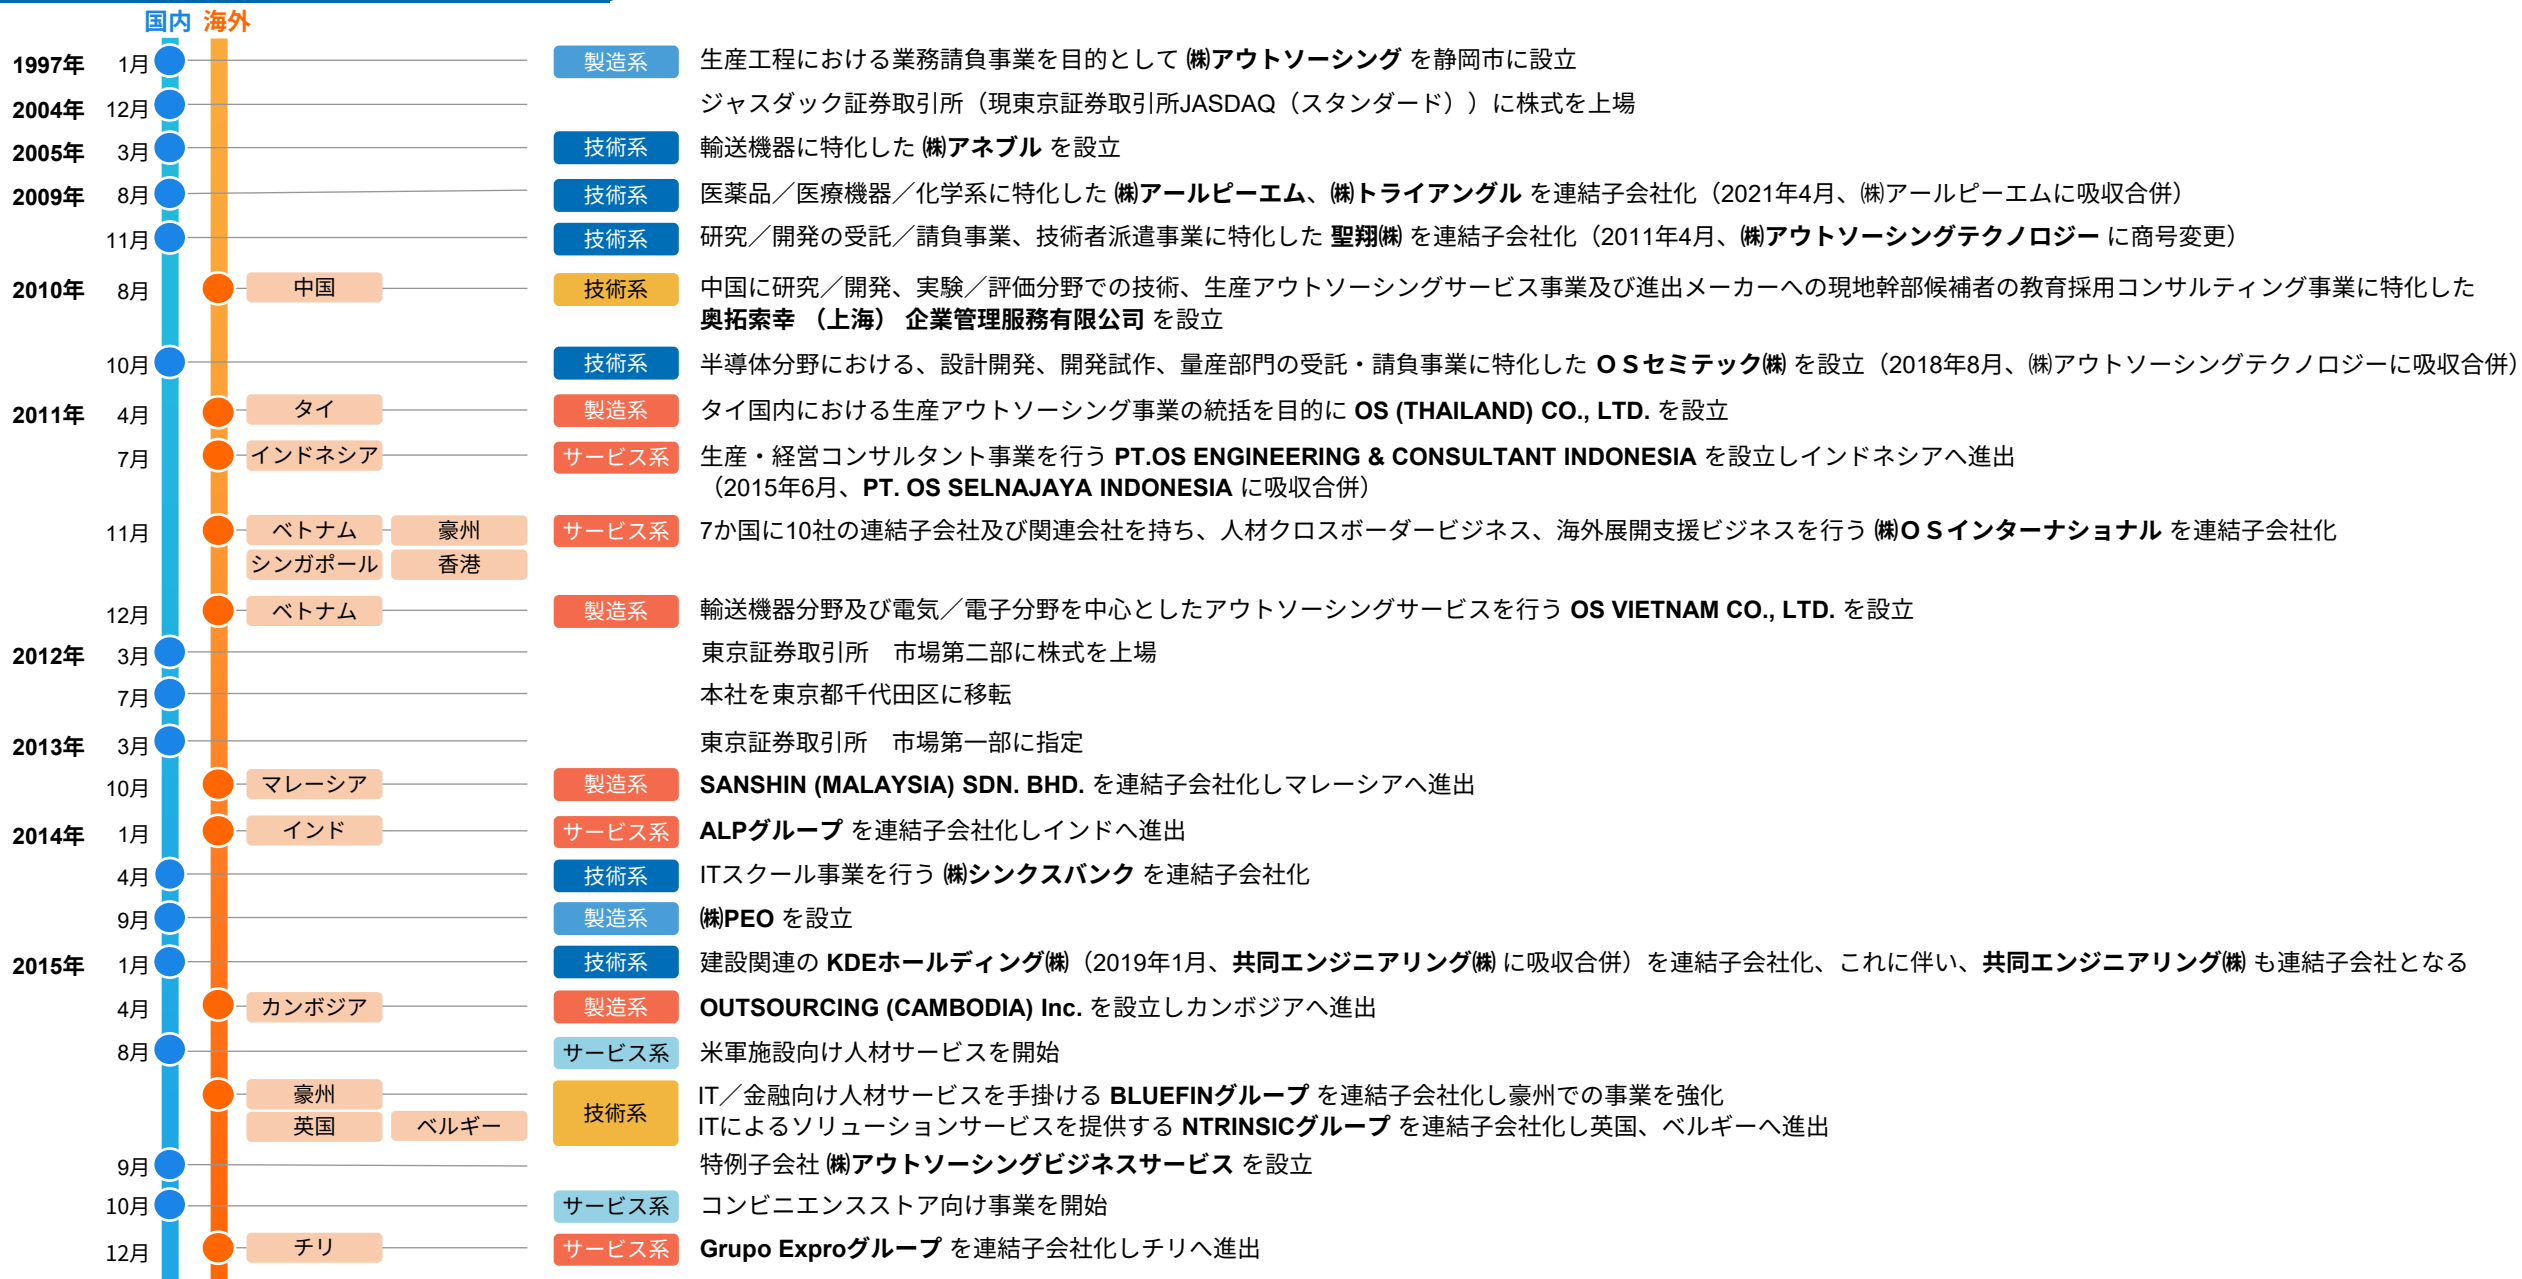 国内 海外
1997年 1月 製造系 生産工程における業務請負事業を目的として ㈱アウトソーシング を静岡市に設立
2004年 12月 ジャスダック証券取引所（現東京証券取引所JASDAQ（スタンダード））に株式を上場
2005年 3月 技術系 輸送機器に特化した ㈱アネブル を設立
2009年 8月 技術系 医薬品／医療機器／化学系に特化した ㈱アールピーエム、㈱トライアングル を連結子会社化（2021年4月、㈱アールピーエムに吸収合併）
11月 技術系 研究／開発の受託／請負事業、技術者派遣事業に特化した 聖翔㈱ を連結子会社化（2011年4月、㈱アウトソーシングテクノロジー に商号変更）
2010年 8月 中国 技術系 中国に研究／開発、実験／評価分野での技術、生産アウトソーシングサービス事業及び進出メーカーへの現地幹部候補者の教育採用コンサルティング事業に特化した
奥拓索幸 （上海） 企業管理服務有限公司 を設立
10月 技術系 半導体分野における、設計開発、開発試作、量産部門の受託・請負事業に特化した ＯＳセミテック㈱ を設立（2018年8月、㈱アウトソーシングテクノロジーに吸収合併）
2011年 4月 タイ 製造系 タイ国内における生産アウトソーシング事業の統括を目的に OS (THAILAND) CO., LTD. を設立
7月 インドネシア サービス系 生産・経営コンサルタント事業を行う PT.OS ENGINEERING & CONSULTANT INDONESIA を設立しインドネシアへ進出
（2015年6月、PT. OS SELNAJAYA INDONESIA に吸収合併）
11月 ベトナム 豪州 サービス系 7か国に10社の連結子会社及び関連会社を持ち、人材クロスボーダービジネス、海外展開支援ビジネスを行う ㈱ＯＳインターナショナル を連結子会社化
シンガポール 香港
12月 ベトナム 製造系 輸送機器分野及び電気／電子分野を中心としたアウトソーシングサービスを行う OS VIETNAM CO., LTD. を設立
2012年 3月 東京証券取引所　市場第二部に株式を上場
7月 本社を東京都千代田区に移転
2013年 3月 東京証券取引所　市場第一部に指定
10月 マレーシア 製造系 SANSHIN (MALAYSIA) SDN. BHD. を連結子会社化しマレーシアへ進出
2014年 1月 インド サービス系 ALPグループ を連結子会社化しインドへ進出
4月 技術系 ITスクール事業を行う ㈱シンクスバンク を連結子会社化
9月 製造系 ㈱PEO を設立
2015年 1月 技術系 建設関連の KDEホールディング㈱（2019年1月、共同エンジニアリング㈱ に吸収合併）を連結子会社化、これに伴い、共同エンジニアリング㈱ も連結子会社となる
4月 カンボジア 製造系 OUTSOURCING (CAMBODIA) Inc. を設立しカンボジアへ進出
8月 サービス系 米軍施設向け人材サービスを開始
豪州 技術系 IT／金融向け人材サービスを手掛ける BLUEFINグループ を連結子会社化し豪州での事業を強化
英国 ベルギー ITによるソリューションサービスを提供する NTRINSICグループ を連結子会社化し英国、ベルギーへ進出
9月 特例子会社 ㈱アウトソーシングビジネスサービス を設立
10月 サービス系 コンビニエンスストア向け事業を開始
12月 チリ サービス系 Grupo Exproグループ を連結子会社化しチリへ進出